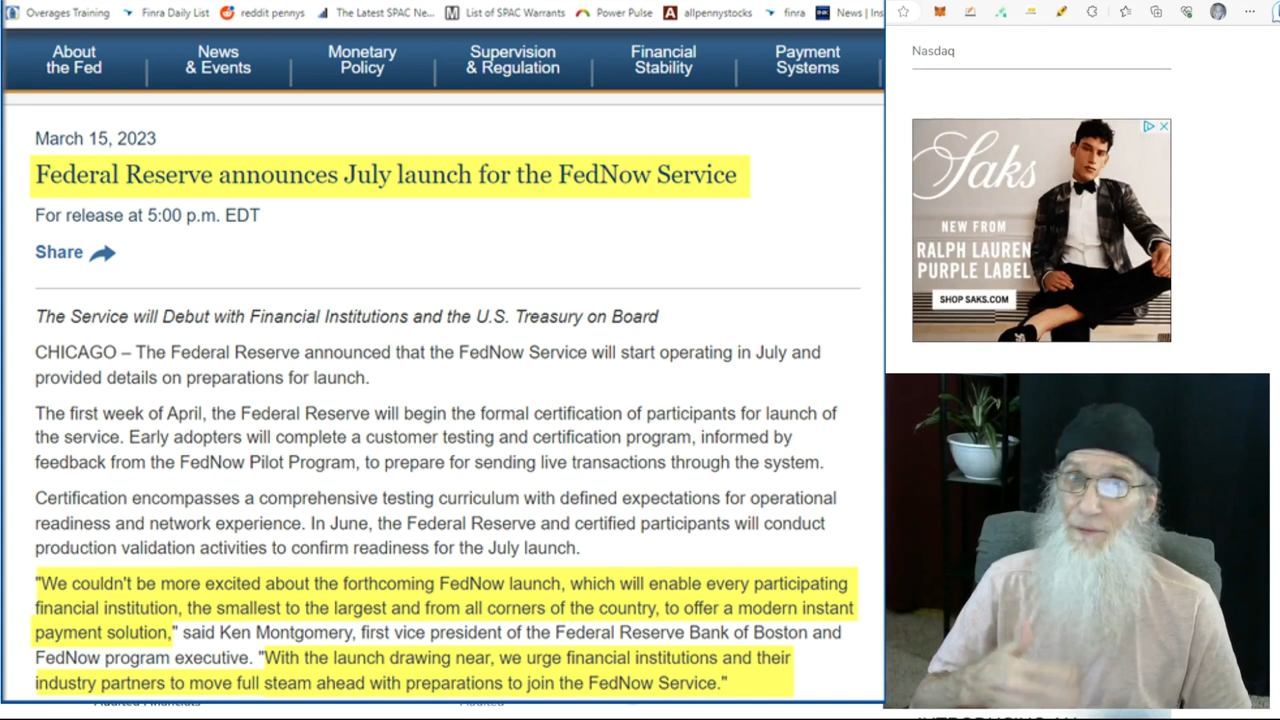 Overages Training
Finra Daily List
reddit pennys
The Latest SPAC Ne...
List of SPAC Warrants
Power Pulse
allpennystocks
finra
News | Ins
About
the Fed
News
& Events
Monetary
Policy
Supervision
& Regulation
Financial
Stability
Payment
Systems
March 15, 2023
Federal Reserve announces July launch for the FedNow Service
For release at 5:00 p.m. EDT
Share
The Service will Debut with Financial Institutions and the U.S. Treasury on Board
CHICAGO – The Federal Reserve announced that the FedNow Service will start operating in July and
provided details on preparations for launch.
The first week of April, the Federal Reserve will begin the formal certification of participants for launch of
the service. Early adopters will complete a customer testing and certification program, informed by
feedback from the FedNow Pilot Program, to prepare for sending live transactions through the system.
Certification encompasses a comprehensive testing curriculum with defined expectations for operational
readiness and network experience. In June, the Federal Reserve and certified participants will conduct
production validation activities to confirm readiness for the July launch.
"We couldn't be more excited about the forthcoming FedNow launch, which will enable every participating
financial institution, the smallest to the largest and from all corners of the country, to offer a modern instant
payment solution," said Ken Montgomery, first vice president of the Federal Reserve Bank of Boston and
FedNow program executive. "With the launch drawing near, we urge financial institutions and their
industry partners to move full steam ahead with preparations to join the FedNow Service."
Nasdaq
Saks
NEW FROM
RALPH LAUREN
PURPLE LABEL
SHOP SAKS.COM